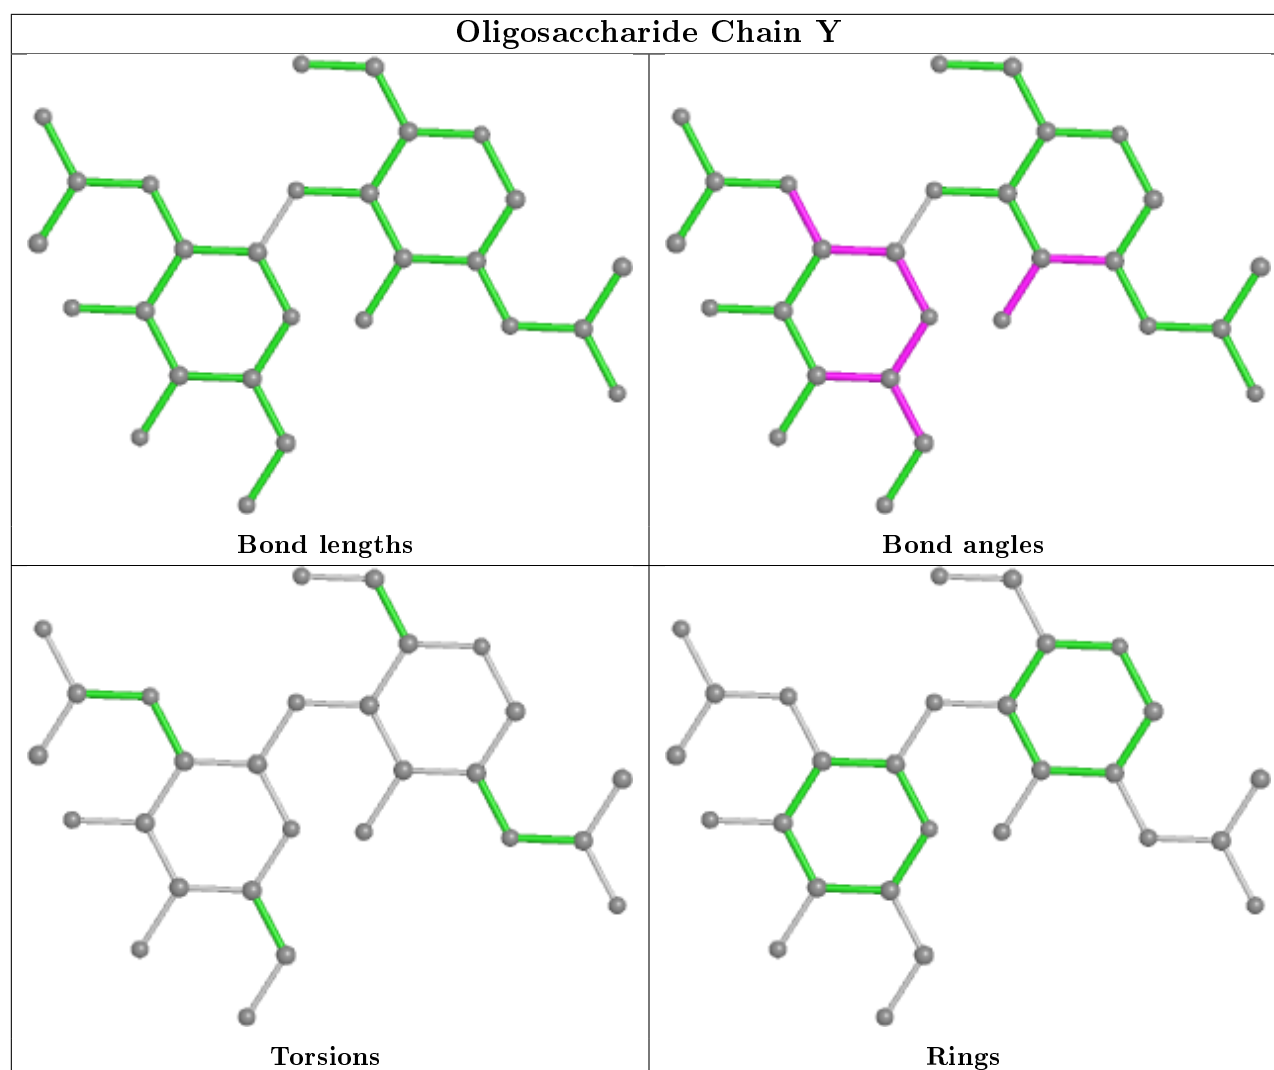 Oligosaccharide Chain Y
Bond lengths
Bond angles
Torsions
Rings